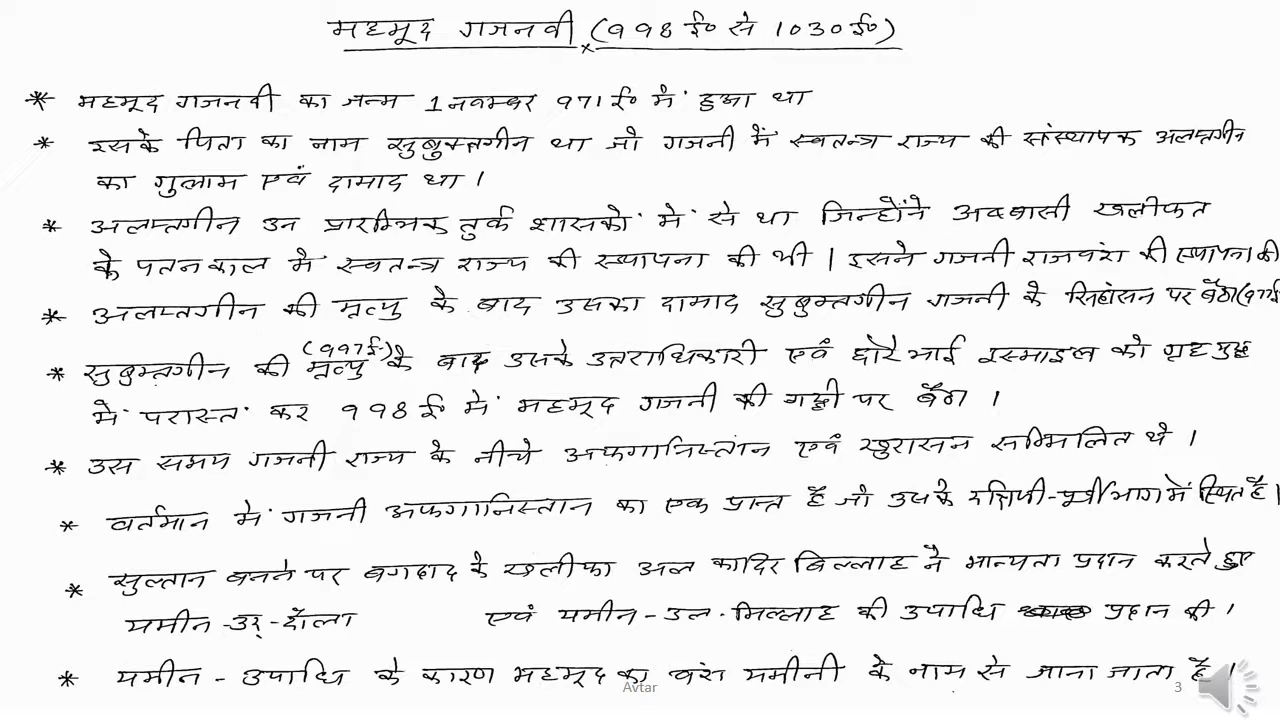 महमूद गजनवी (998 ई० से 1030 ई०)
* महमूद गजनवी का जन्म 1 नवम्बर 971 ई० में हुआ था
* इसके पिता का नाम सुबुक्तगीन था जो गजनी में स्वतन्त्र राज्य की संस्थापक अलप्तगीन
का गुलाम एवं दामाद था।
* अलप्तगीन उन प्रारम्भिक तुर्क शासकों में से था जिन्होंने अब्बासी खलीफत
के पतनकाल में स्वतन्त्र राज्य की स्थापना की थी। इसने गजनी राजवंश की स्थापना की
* अलप्तगीन की मृत्यु के बाद उसका दामाद सुबुक्तगीन गजनी के सिंहासन पर बैठा (977ई
(997ई)
* सुबुक्तगीन की मृत्यु के बाद उसके उत्तराधिकारी एवं छोटे भाई इस्माइल को गृह युद्ध
में परास्त कर 998 ई में महमूद गजनी की गद्दी पर बैठा।
* उस समय गजनी राज्य के नीचे अफगानिस्तान एवं खुरासन सम्मिलित थे।
* वर्तमान में गजनी अफगानिस्तान का एक प्रान्त है जो उसके दक्षिणी-पूर्वी भाग में स्थित है।
* सुल्तान बनने पर बगदाद के खलीफा अल कादिर बिल्लाह ने मान्यता प्रदान करते हुए
यमीन-उद्-दौला एवं यमीन-उल-मिल्लाह की उपाधि प्रदान की।
* यमीन-उपाधि के कारण महमूद का वंश यमीनी के नाम से जाना जाता है।
Avtar
3